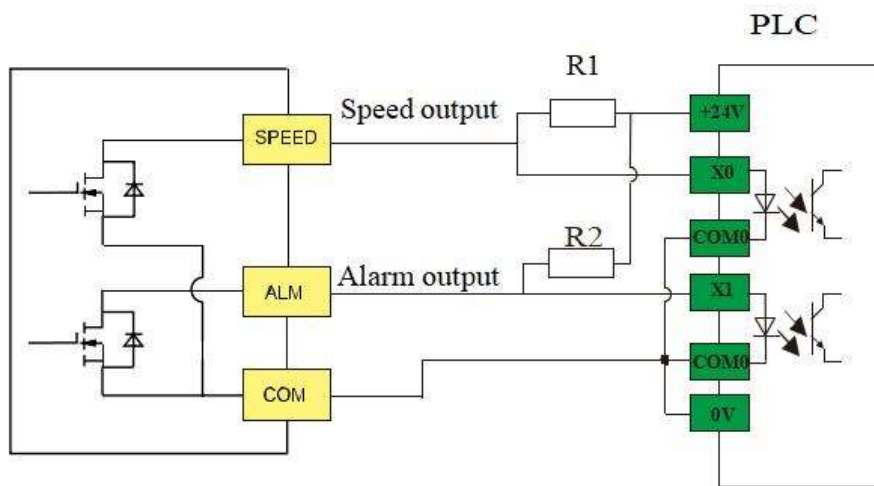 PLC
R1
Speed output
+24V
SPEED
X0
R2
COM0
Alarm output
ALM
X1
COM0
COM
0V